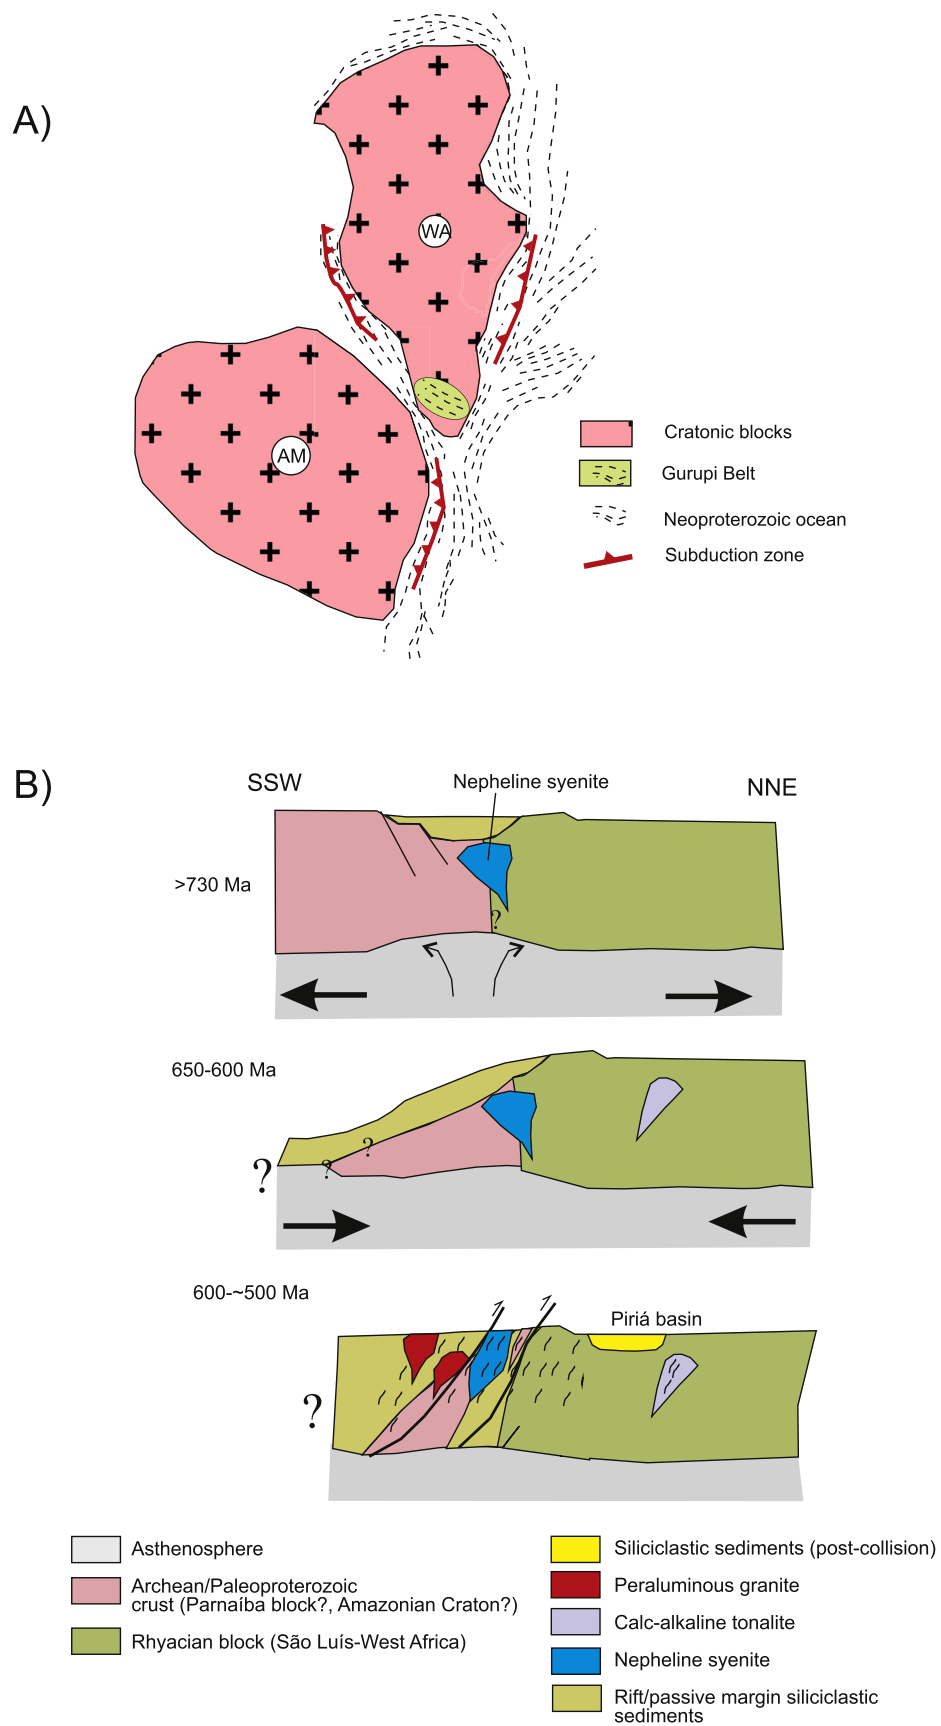 A)
WA
AM
Cratonic blocks
Gurupi Belt
Neoproterozoic ocean
Subduction zone
B)
SSW
Nepheline syenite
NNE
>730 Ma
?
650-600 Ma
?
?
?
600-~500 Ma
Piriá basin
?
Asthenosphere
Archean/Paleoproterozoic
crust (Parnaíba block?, Amazonian Craton?)
Rhyacian block (São Luís-West Africa)
Siliciclastic sediments (post-collision)
Peraluminous granite
Calc-alkaline tonalite
Nepheline syenite
Rift/passive margin siliciclastic
sediments